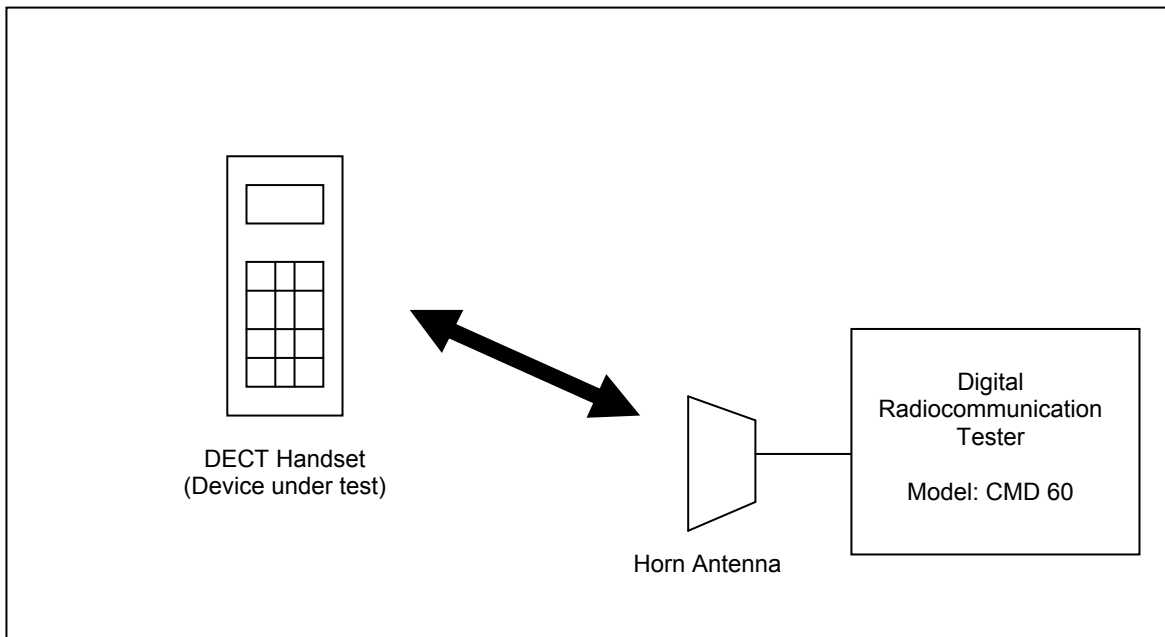 DECT Handset
(Device under test)
Horn Antenna
Digital
Radiocommunication
Tester
Model: CMD 60